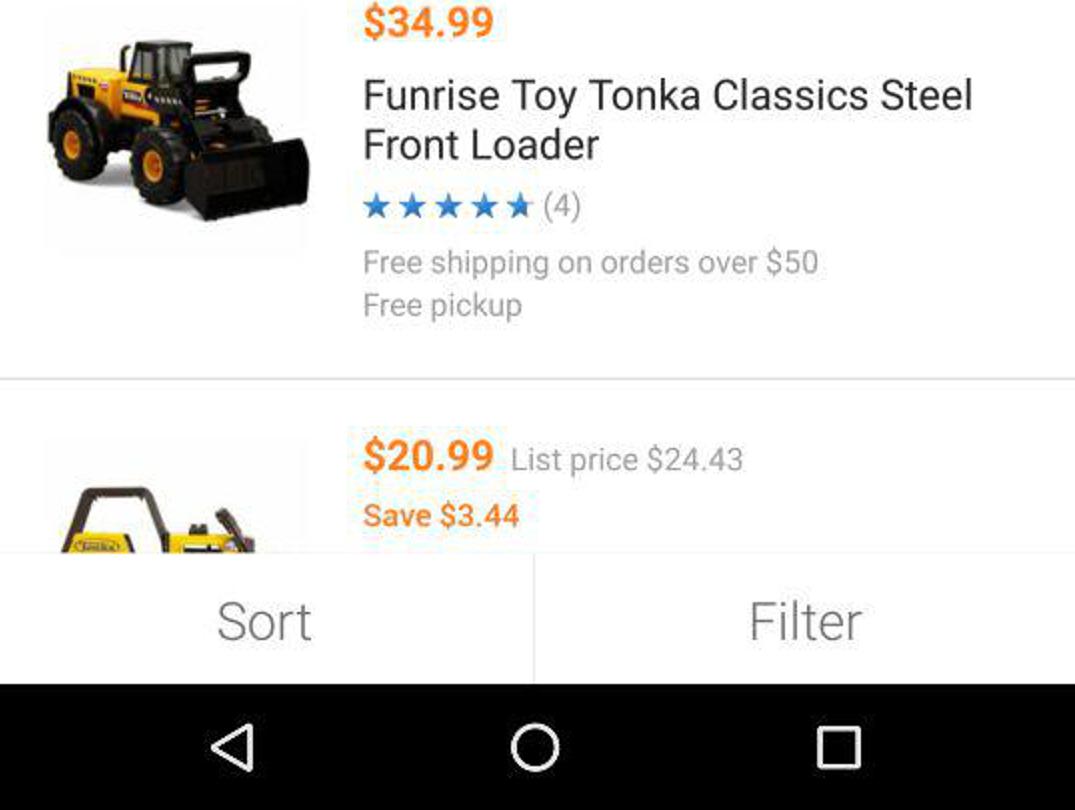 $34.99
Funrise Toy Tonka Classics Steel
Front Loader
(4)
Free shipping on orders over $50
Free pickup
$20.99 List price $24.43
Save $3.44
Sort
Filter